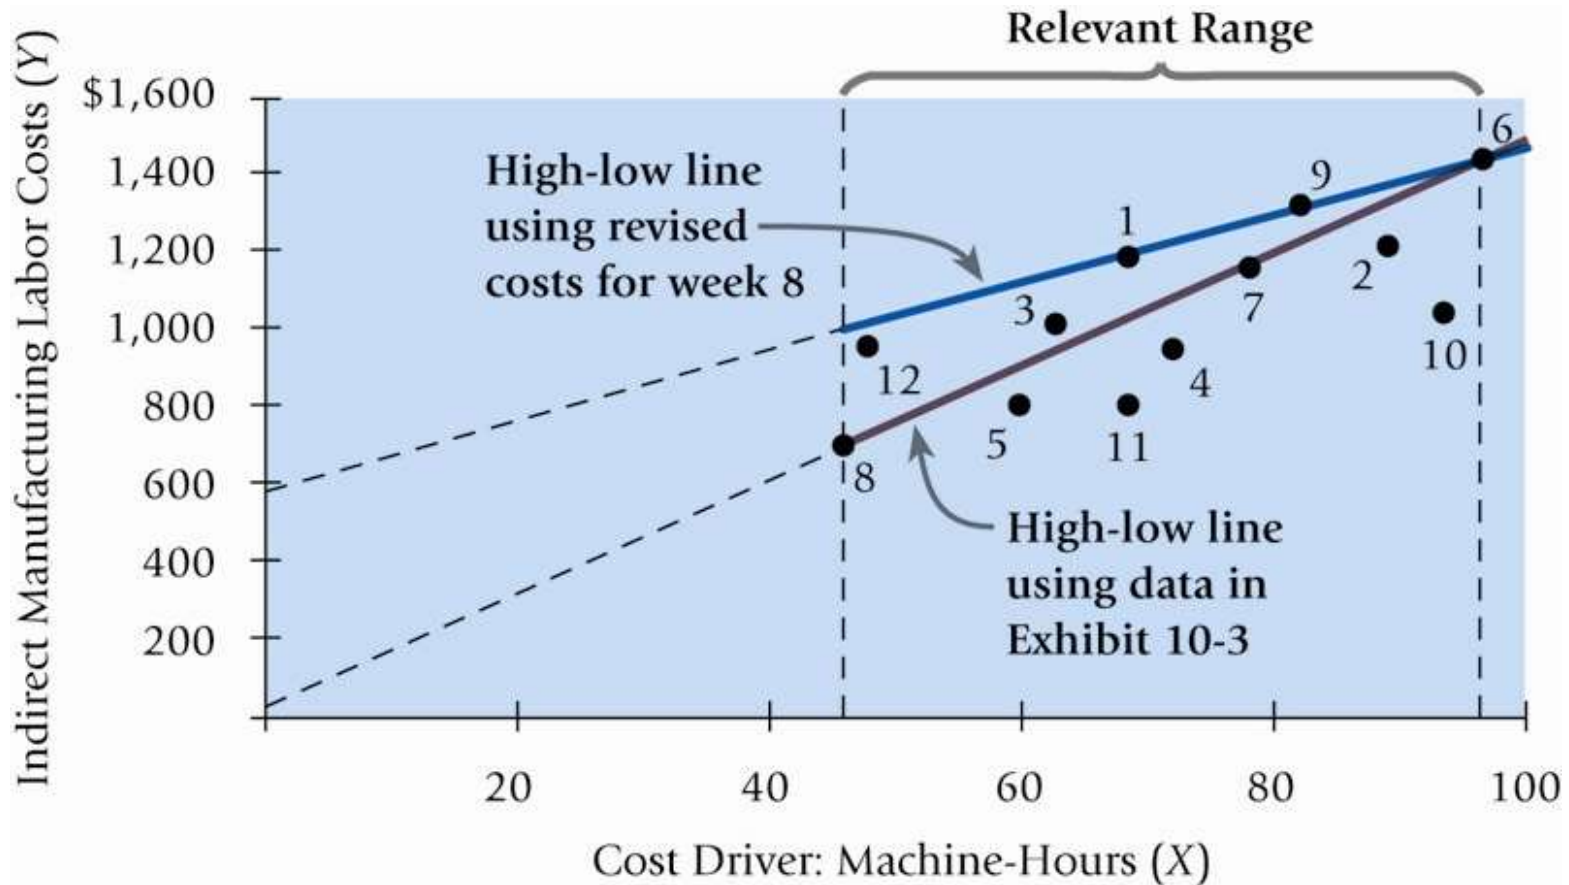 Relevant Range
Indirect Manufacturing Labor Costs (Y)
$1,600
1,400
1,200
1,000
800
600
400
200
High-low line
using revised
costs for week 8
6
9
1
3
2
7
12
10
4
5
11
8
High-low line
using data in
Exhibit 10-3
20
40
60
80
100
Cost Driver: Machine-Hours (X)